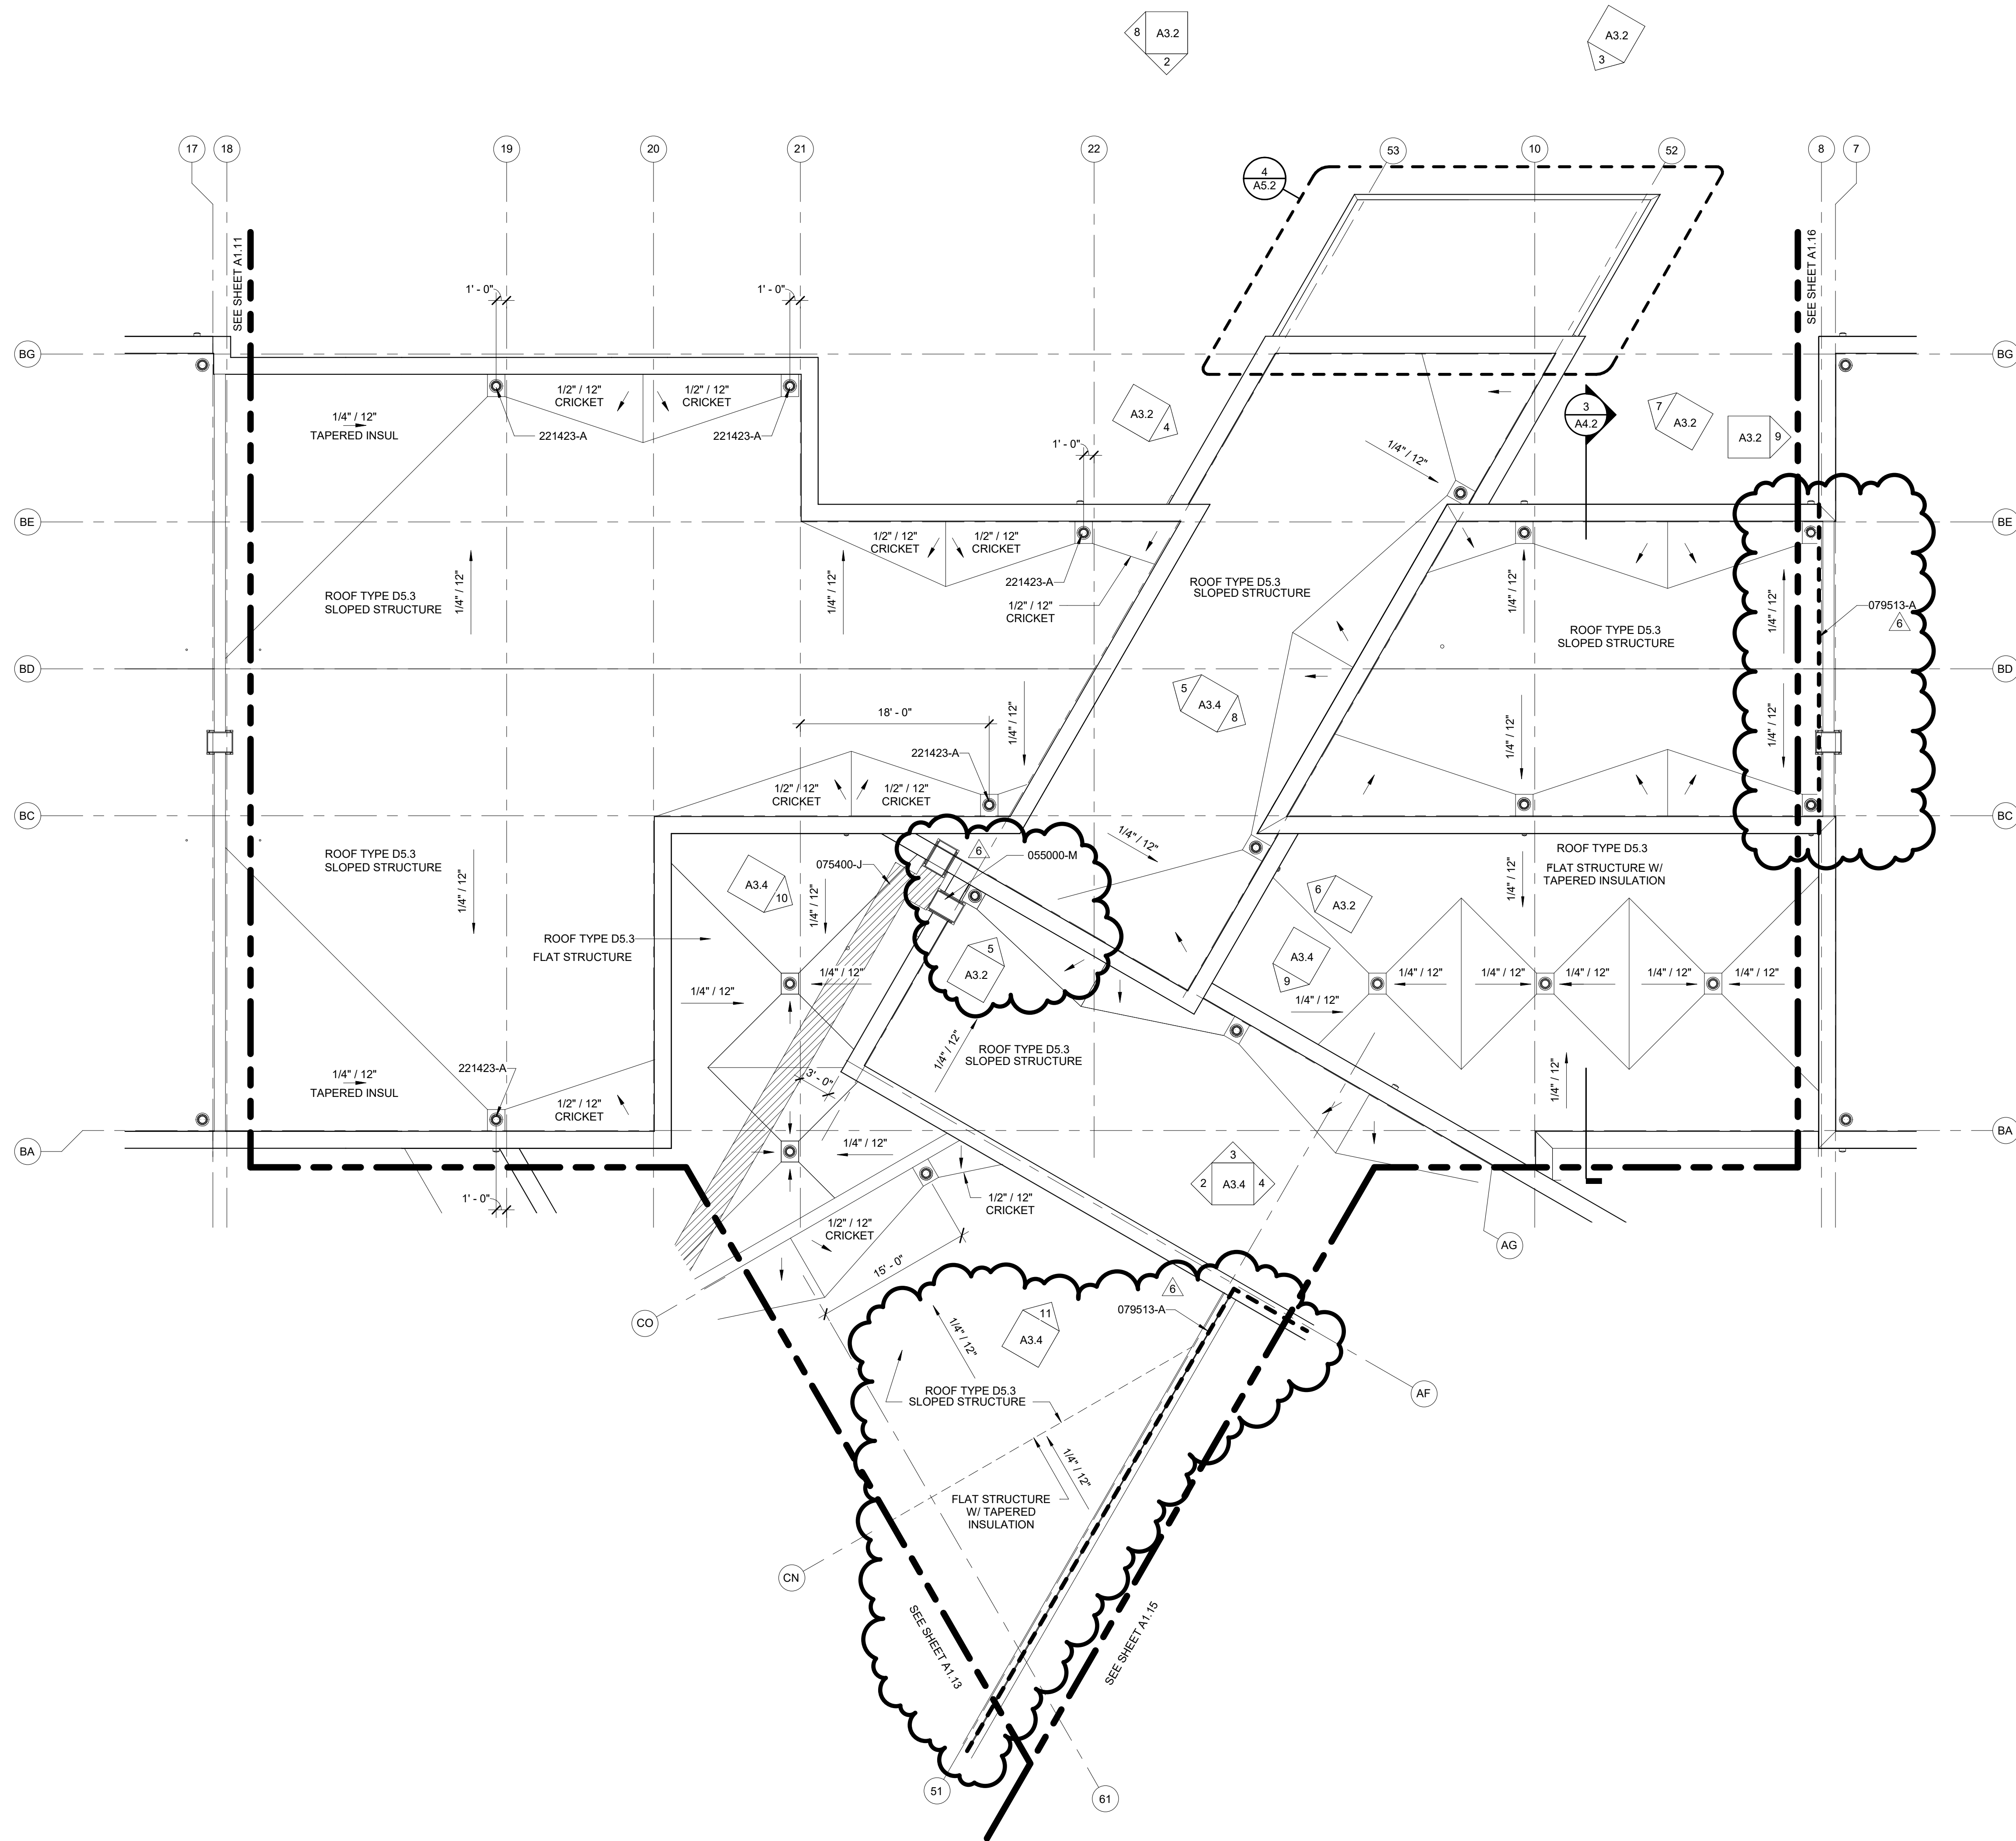 8
A3.2
2
A3.2
3
17
18
19
20
21
22
53
10
52
8
7
4
A5.2
SEE SHEET A1.11
SEE SHEET A1.16
1' - 0"
1' - 0"
BG
BG
1/2" / 12"
CRICKET
1/2" / 12"
CRICKET
1/4" / 12"
TAPERED INSUL
221423-A
221423-A
1' - 0"
A3.2
4
3
A4.2
7
A3.2
A3.2
9
1/4" / 12"
BE
BE
1/2" / 12"
CRICKET
1/2" / 12"
CRICKET
221423-A
1/2" / 12"
CRICKET
ROOF TYPE D5.3
SLOPED STRUCTURE
1/4" / 12"
1/4" / 12"
ROOF TYPE D5.3
SLOPED STRUCTURE
1/4" / 12"
ROOF TYPE D5.3
SLOPED STRUCTURE
1/4" / 12"
079513-A
6
BD
BD
5
A3.4
8
18' - 0"
1/4" / 12"
1/4" / 12"
1/4" / 12"
221423-A
1/2" / 12"
CRICKET
1/2" / 12"
CRICKET
BC
BC
ROOF TYPE D5.3
SLOPED STRUCTURE
1/4" / 12"
075400-J
6
055000-M
1/4" / 12"
ROOF TYPE D5.3
FLAT STRUCTURE W/
TAPERED INSULATION
1/4" / 12"
A3.4
10
1/4" / 12"
6
A3.2
ROOF TYPE D5.3
FLAT STRUCTURE
5
A3.2
A3.4
9
1/4" / 12"
1/4" / 12"
1/4" / 12"
1/4" / 12"
1/4" / 12"
1/4" / 12"
1/4" / 12"
1/4" / 12"
1/4" / 12"
1/4" / 12"
ROOF TYPE D5.3
SLOPED STRUCTURE
221423-A
1/4" / 12"
TAPERED INSUL
1/2" / 12"
CRICKET
3' - 0"
1/4" / 12"
BA
BA
1/4" / 12"
3
2
A3.4
4
1' - 0"
1/2" / 12"
CRICKET
1/2" / 12"
CRICKET
AG
15' - 0"
CO
6
079513-A
11
A3.4
1/4" / 12"
ROOF TYPE D5.3
SLOPED STRUCTURE
AF
1/4" / 12"
FLAT STRUCTURE
W/ TAPERED
INSULATION
CN
SEE SHEET A1.13
SEE SHEET A1.15
51
61